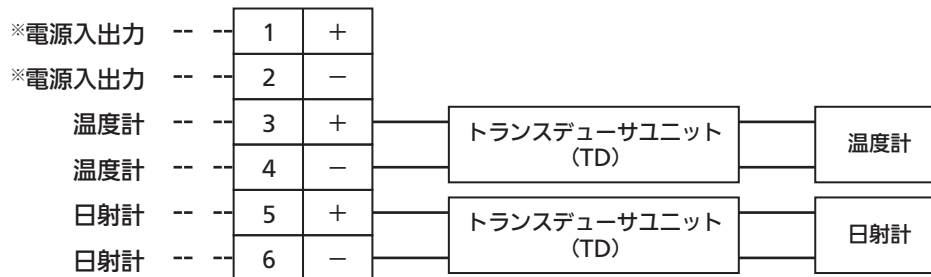 ※電源入出力 -- -- 1 +
※電源入出力 -- -- 2 −
温度計 -- -- 3 +
トランスデューサユニット
(TD)
温度計
温度計 -- -- 4 −
日射計 -- -- 5 +
トランスデューサユニット
(TD)
日射計
日射計 -- -- 6 −